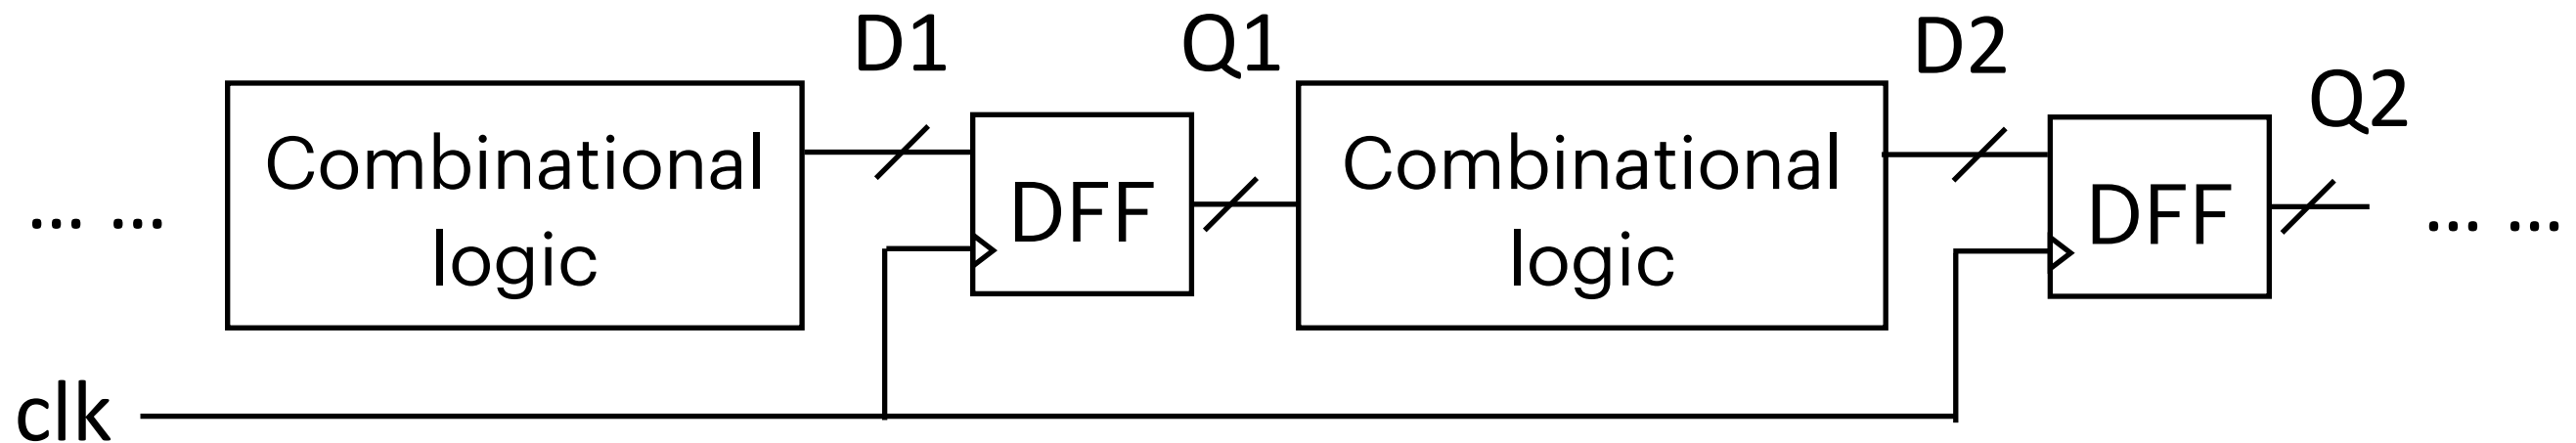 D1
Q1
D2
Q2
Combinational
logic
DFF
Combinational
logic
DFF
... ...
... ...
clk